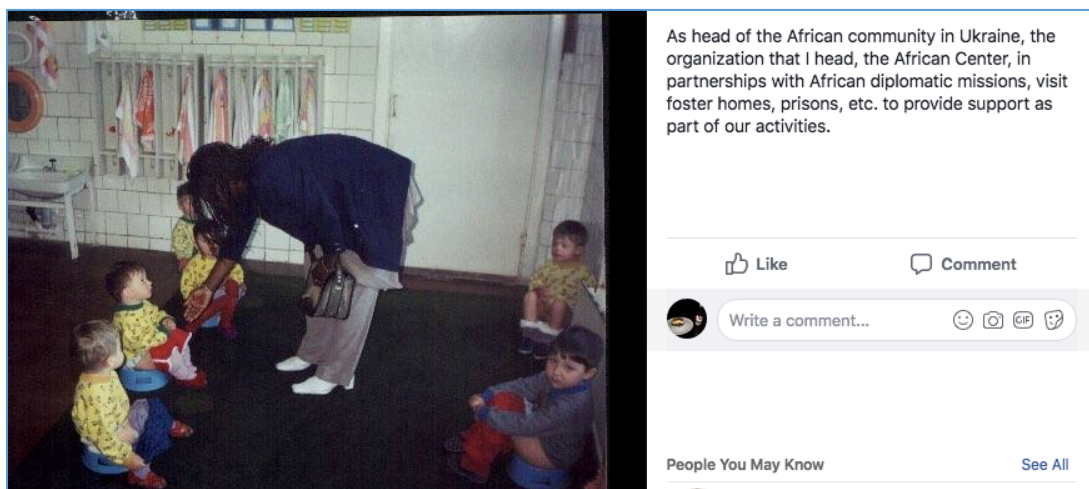 As head of the African community in Ukraine, the
organization that I head, the African Center, in
partnerships with African diplomatic missions, visit
foster homes, prisons, etc. to provide support as
part of our activities.
Like
Comment
Write a comment...
GIF
People You May Know
See All